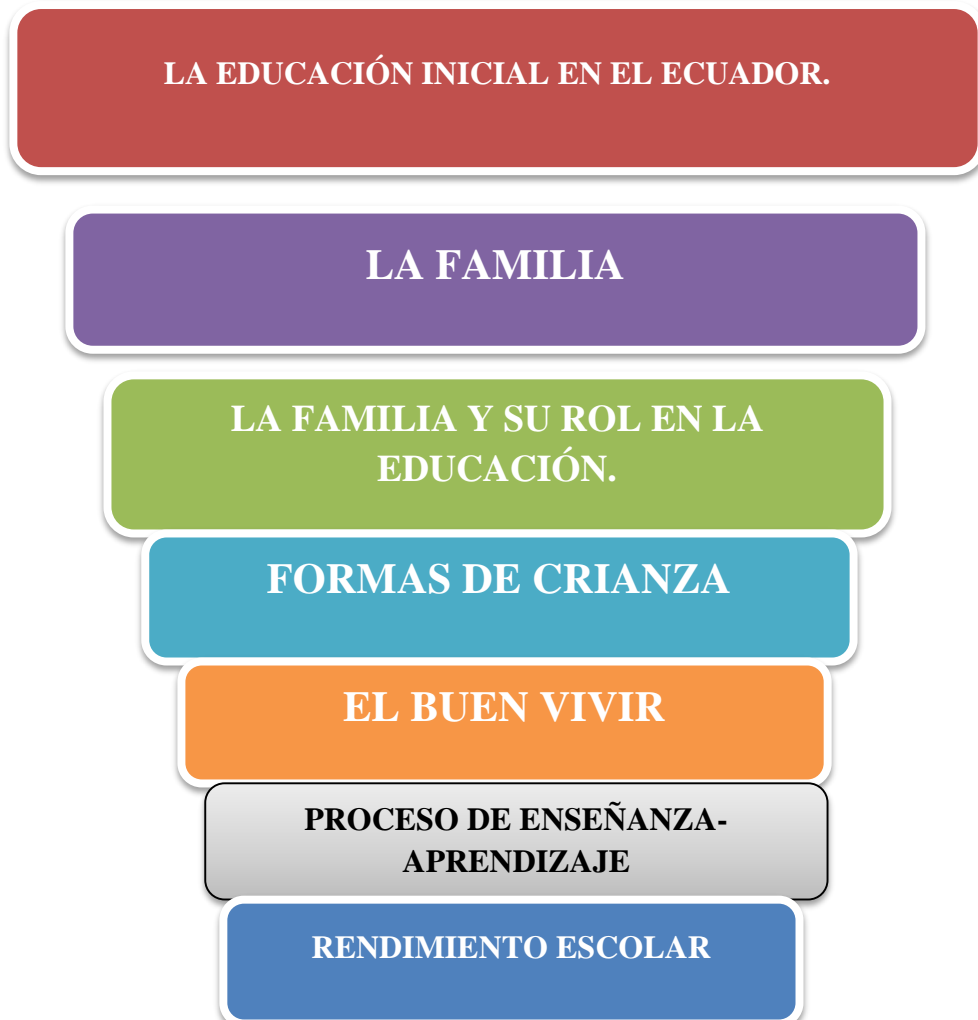 LA EDUCACIÓN INICIAL EN EL ECUADOR.
LA FAMILIA
LA FAMILIA Y SU ROL EN LA
EDUCACIÓN.
FORMAS DE CRIANZA
EL BUEN VIVIR
PROCESO DE ENSEÑANZA-
APRENDIZAJE
RENDIMIENTO ESCOLAR